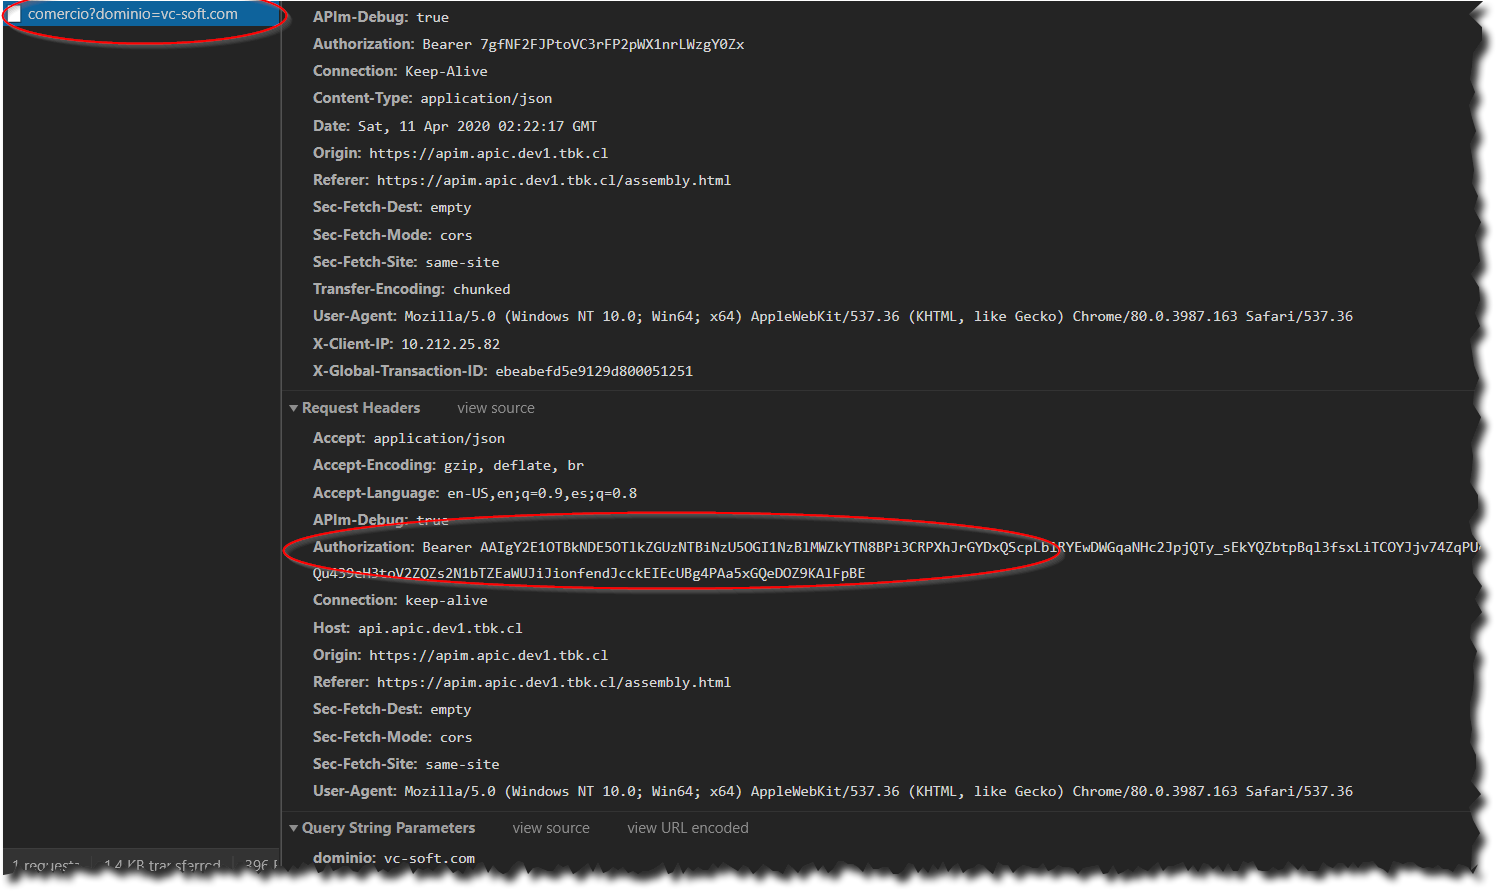 comercio?dominio=vc-soft.com
APIm-Debug: true
Authorization: Bearer 7gfNF2FJPtoVC3rFP2pWX1nrLWzgY0Zx
Connection: Keep-Alive
Content-Type: application/json
Date: Sat, 11 Apr 2020 02:22:17 GMT
Origin: https://apim.apic.dev1.tbk.cl
Referer: https://apim.apic.dev1.tbk.cl/assembly.html
Sec-Fetch-Dest: empty
Sec-Fetch-Mode: cors
Sec-Fetch-Site: same-site
Transfer-Encoding: chunked
User-Agent: Mozilla/5.0 (Windows NT 10.0; Win64; x64) AppleWebKit/537.36 (KHTML, like Gecko) Chrome/80.0.3987.163 Safari/537.36
X-Client-IP: 10.212.25.82
X-Global-Transaction-ID: ebeabefd5e9129d800051251
Request Headers view source
Accept: application/json
Accept-Encoding: gzip, deflate, br
Accept-Language: en-US,en;q=0.9,es;q=0.8
APIm-Debug: true
Authorization: Bearer
Connection: keep-alive
Host: api.apic.dev1.tbk.cl
Origin: https://apim.apic.dev1.tbk.cl
Referer: https://apim.apic.dev1.tbk.cl/assembly.html
Sec-Fetch-Dest: empty
Sec-Fetch-Mode: cors
Sec-Fetch-Site: same-site
User-Agent: Mozilla/5.0 (Windows NT 10.0; Win64; x64) AppleWebKit/537.36 (KHTML, like Gecko) Chrome/80.0.3987.163 Safari/537.36
Query String Parameters view source view URL encoded
dominio: vc-soft.com
1 requests 1.4 KB transferred 396